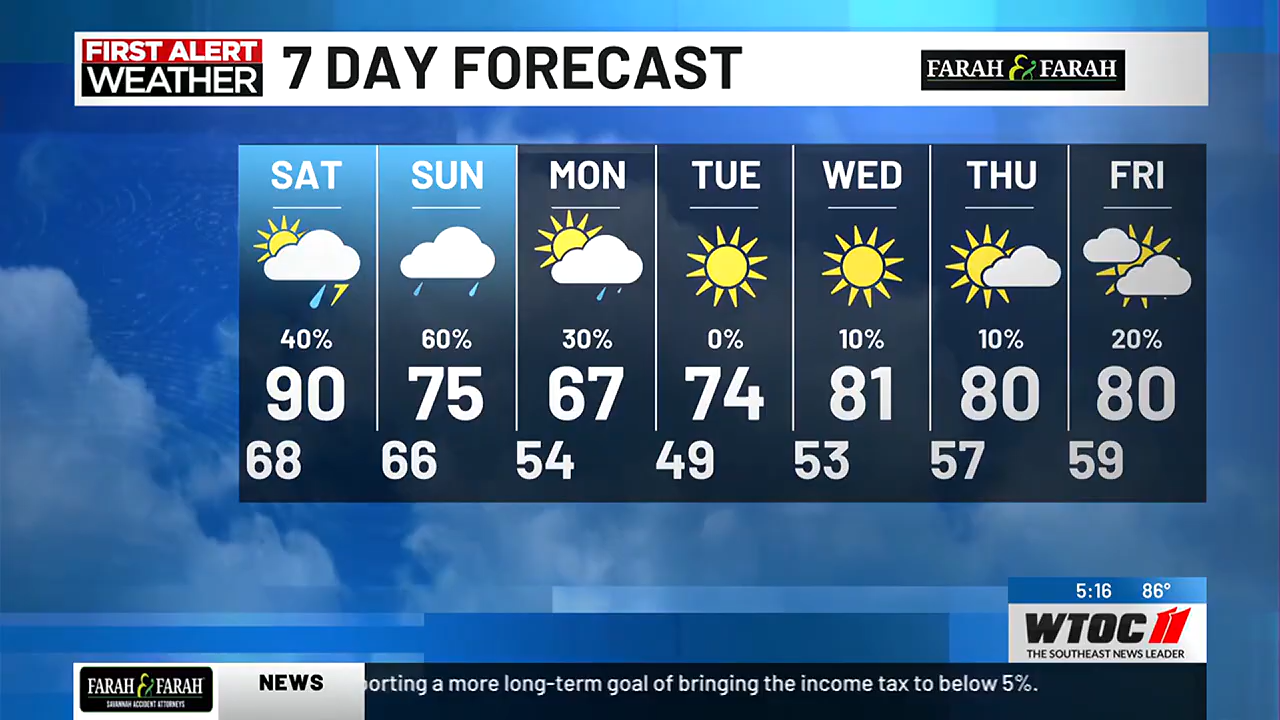 FIRST ALERT
WEATHER
7 DAY FORECAST
FARAH & FARAH
SAT SUN MON TUE WED THU FRI
40% 60% 30% 0% 10% 10% 20%
90 75 67 74 81 80 80
68 66 54 49 53 57 59
5:16 86°
WTOC 11
THE SOUTHEAST NEWS LEADER
FARAH & FARAH
SAVANNAH ACCIDENT ATTORNEYS
NEWS
orting a more long-term goal of bringing the income tax to below 5%.